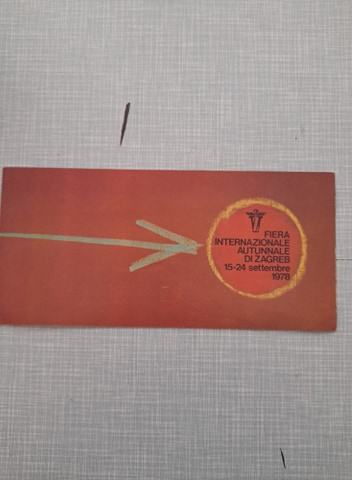 FIERA
INTERNAZIONALE
AUTUNNALE
DI ZAGREB
15-24 settembre
1978